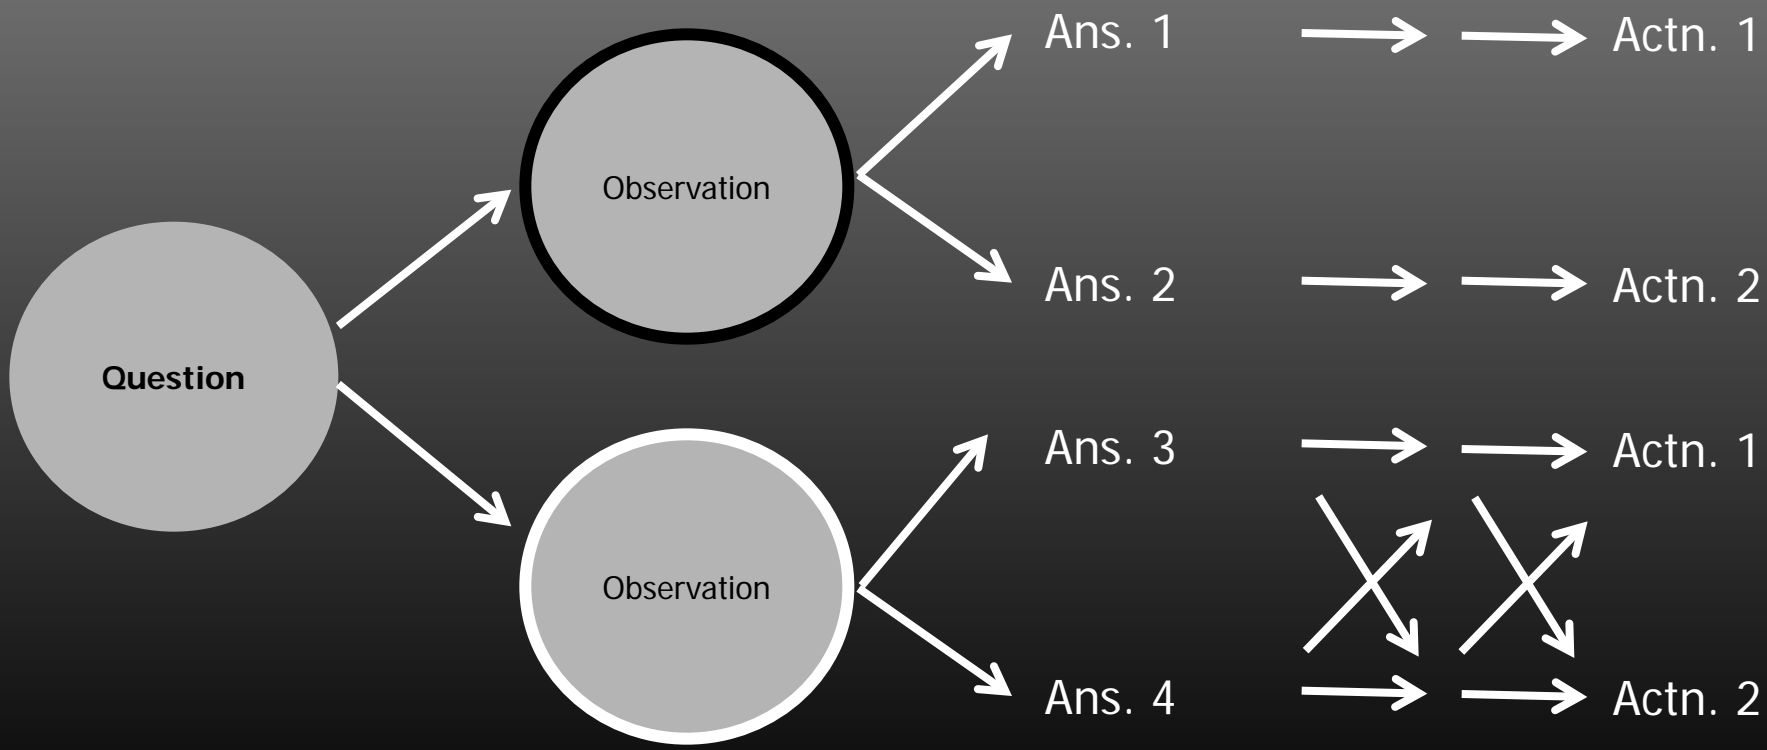 Ans. 1
Actn. 1
Observation
Ans. 2
Actn. 2
Question
Ans. 3
Actn. 1
Observation
Ans. 4
Actn. 2